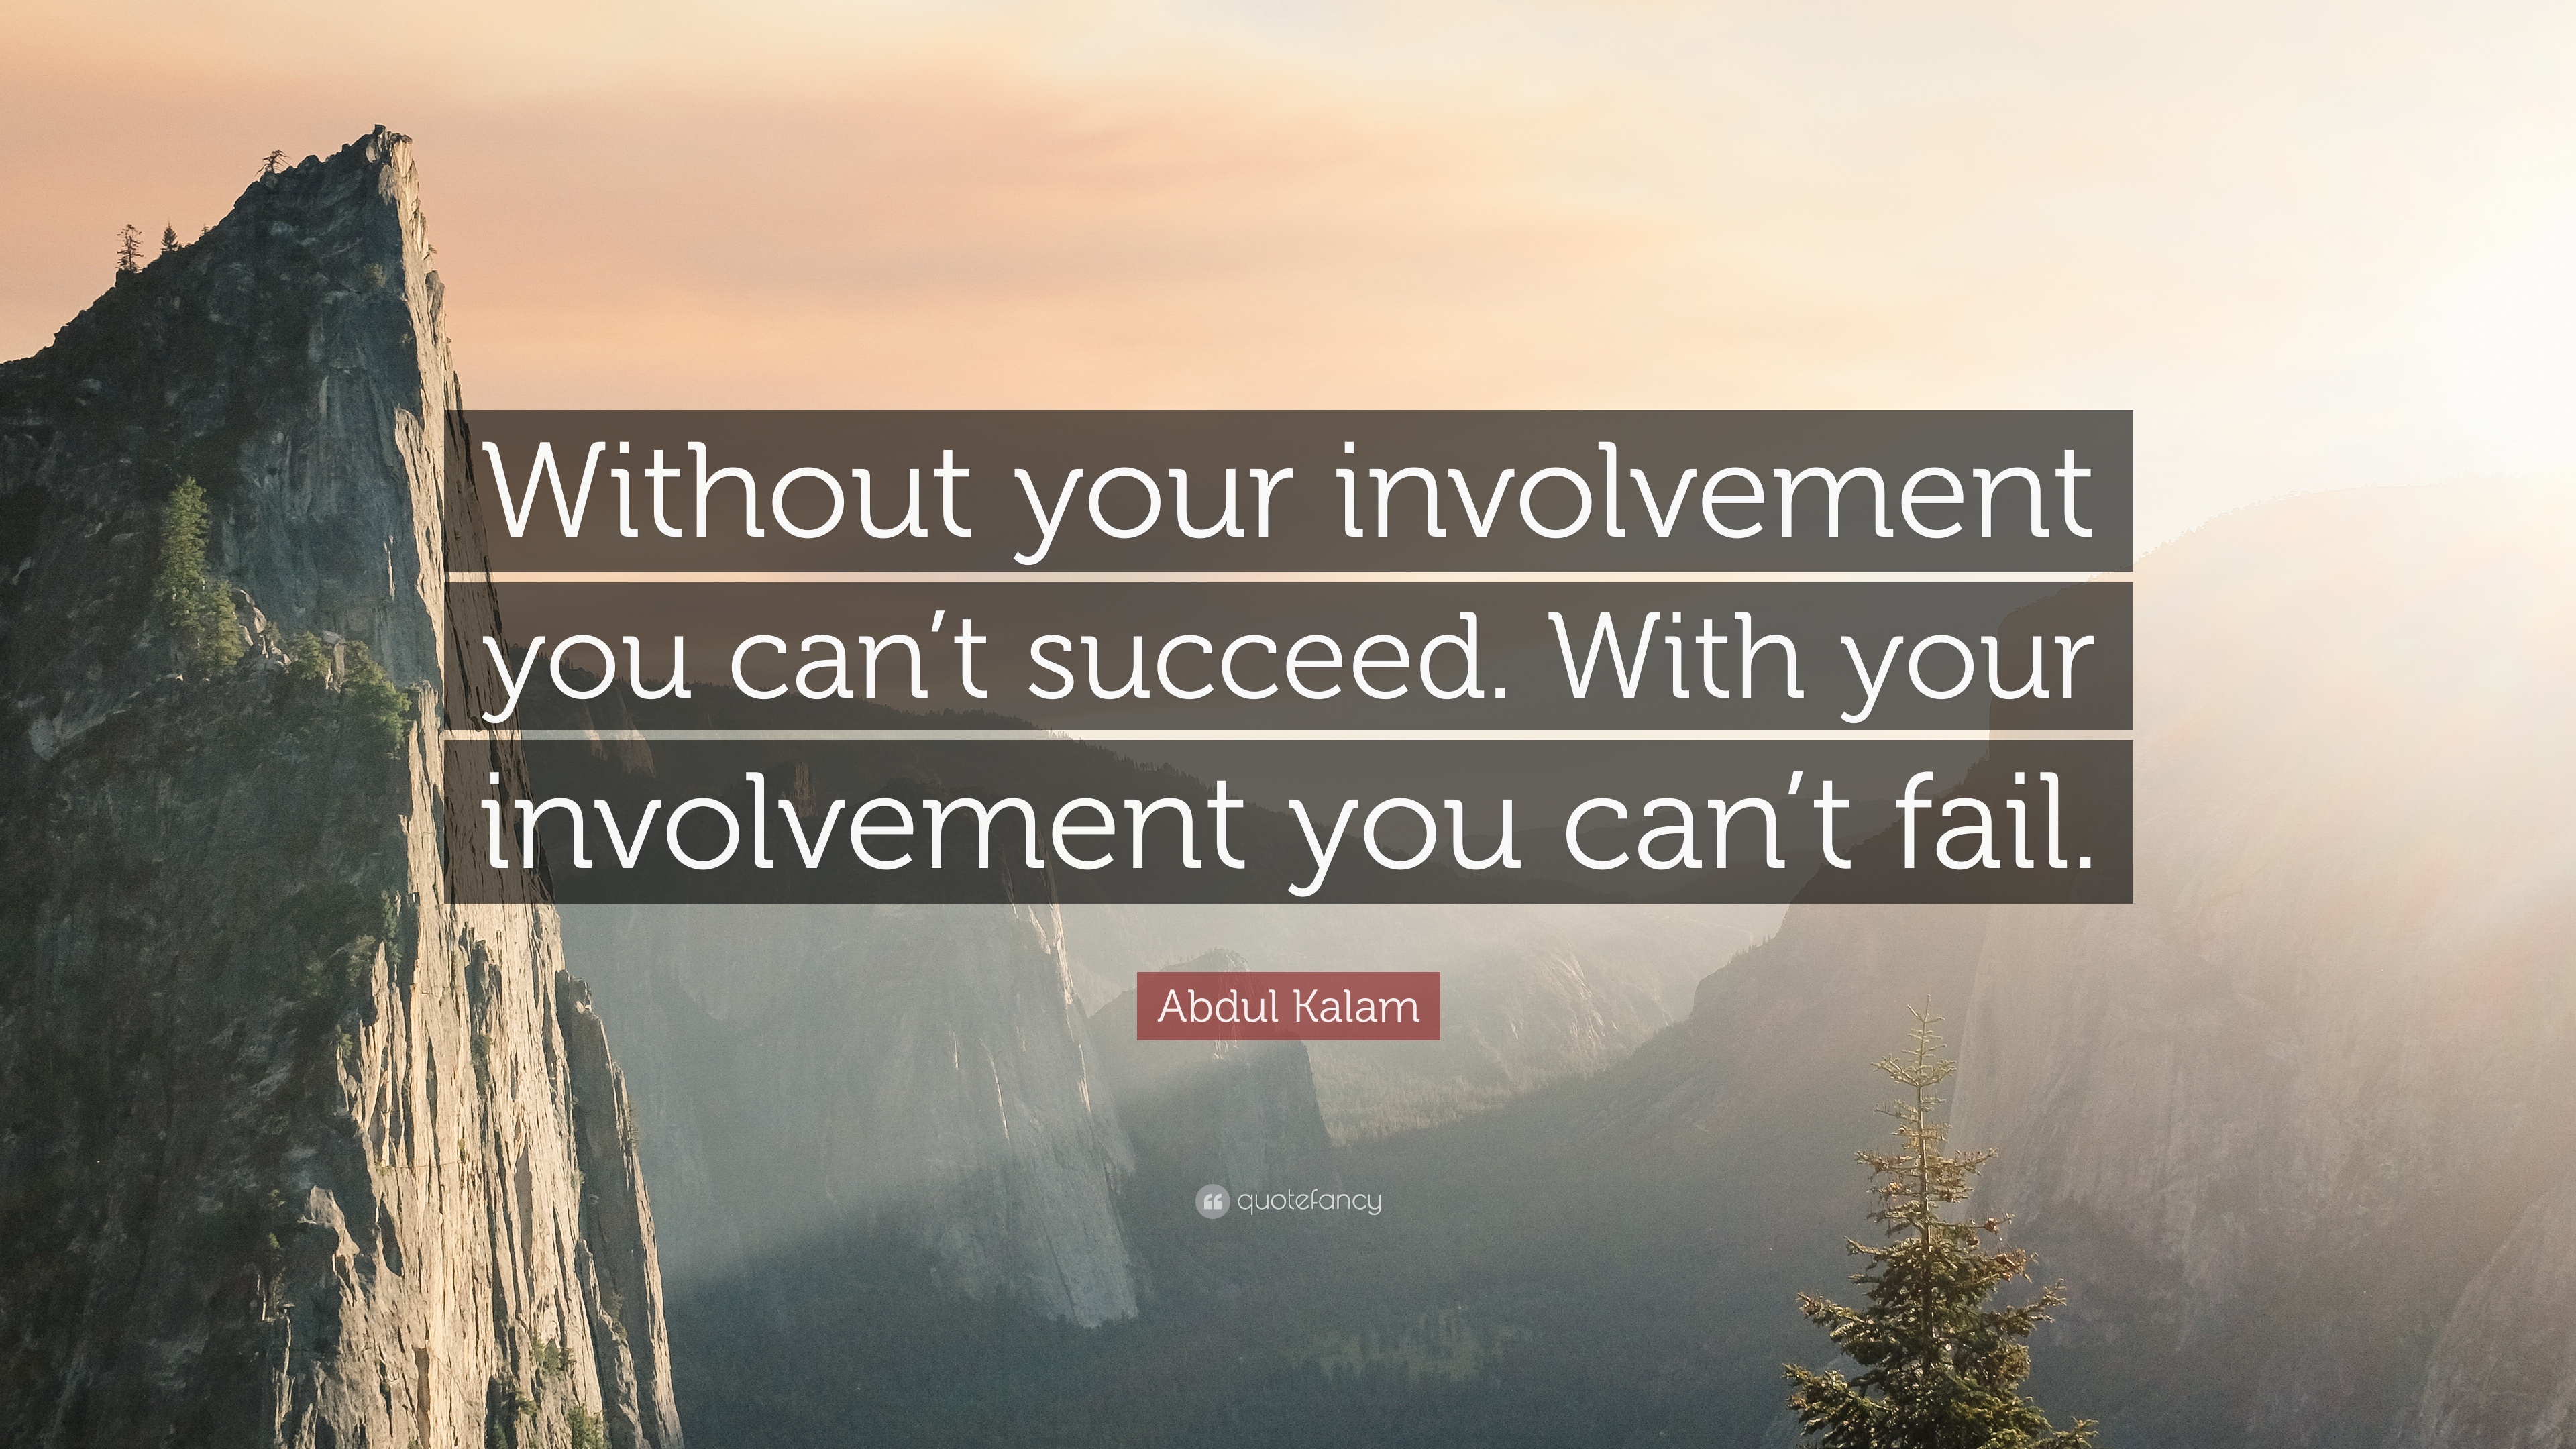 Without your involvement
you can’t succeed. With your
involvement you can’t fail.
Abdul Kalam
quotefancy